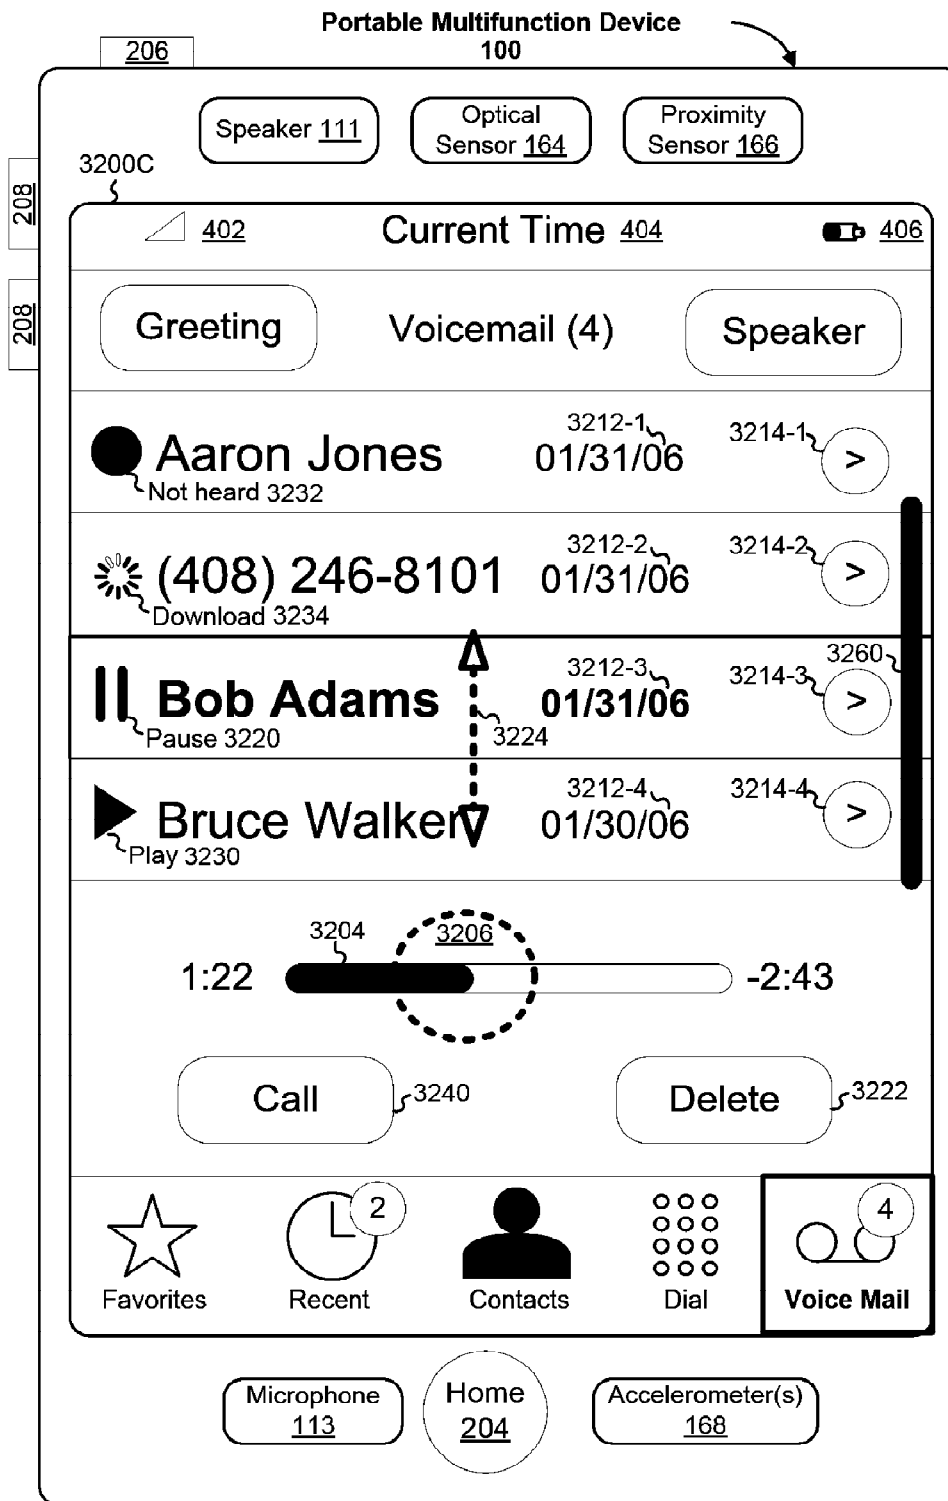 Portable Multifunction Device
100
206
Speaker 111
Optical
Sensor 164
Proximity
Sensor 166
3200C
208
208
402
Current Time 404
406
Greeting
Voicemail (4)
Speaker
3212-1
3214-1
Aaron Jones
01/31/06
>
Not heard 3232
3212-2
3214-2
(408) 246-8101
01/31/06
>
Download 3234
3260
3212-3
3214-3
Bob Adams
01/31/06
>
Pause 3220
3224
3212-4
3214-4
Bruce Walker
01/30/06
>
Play 3230
3204
3206
1:22
-2:43
Call
3240
Delete
3222
2
4
Favorites
Recent
Contacts
Dial
Voice Mail
Microphone
113
Home
204
Accelerometer(s)
168